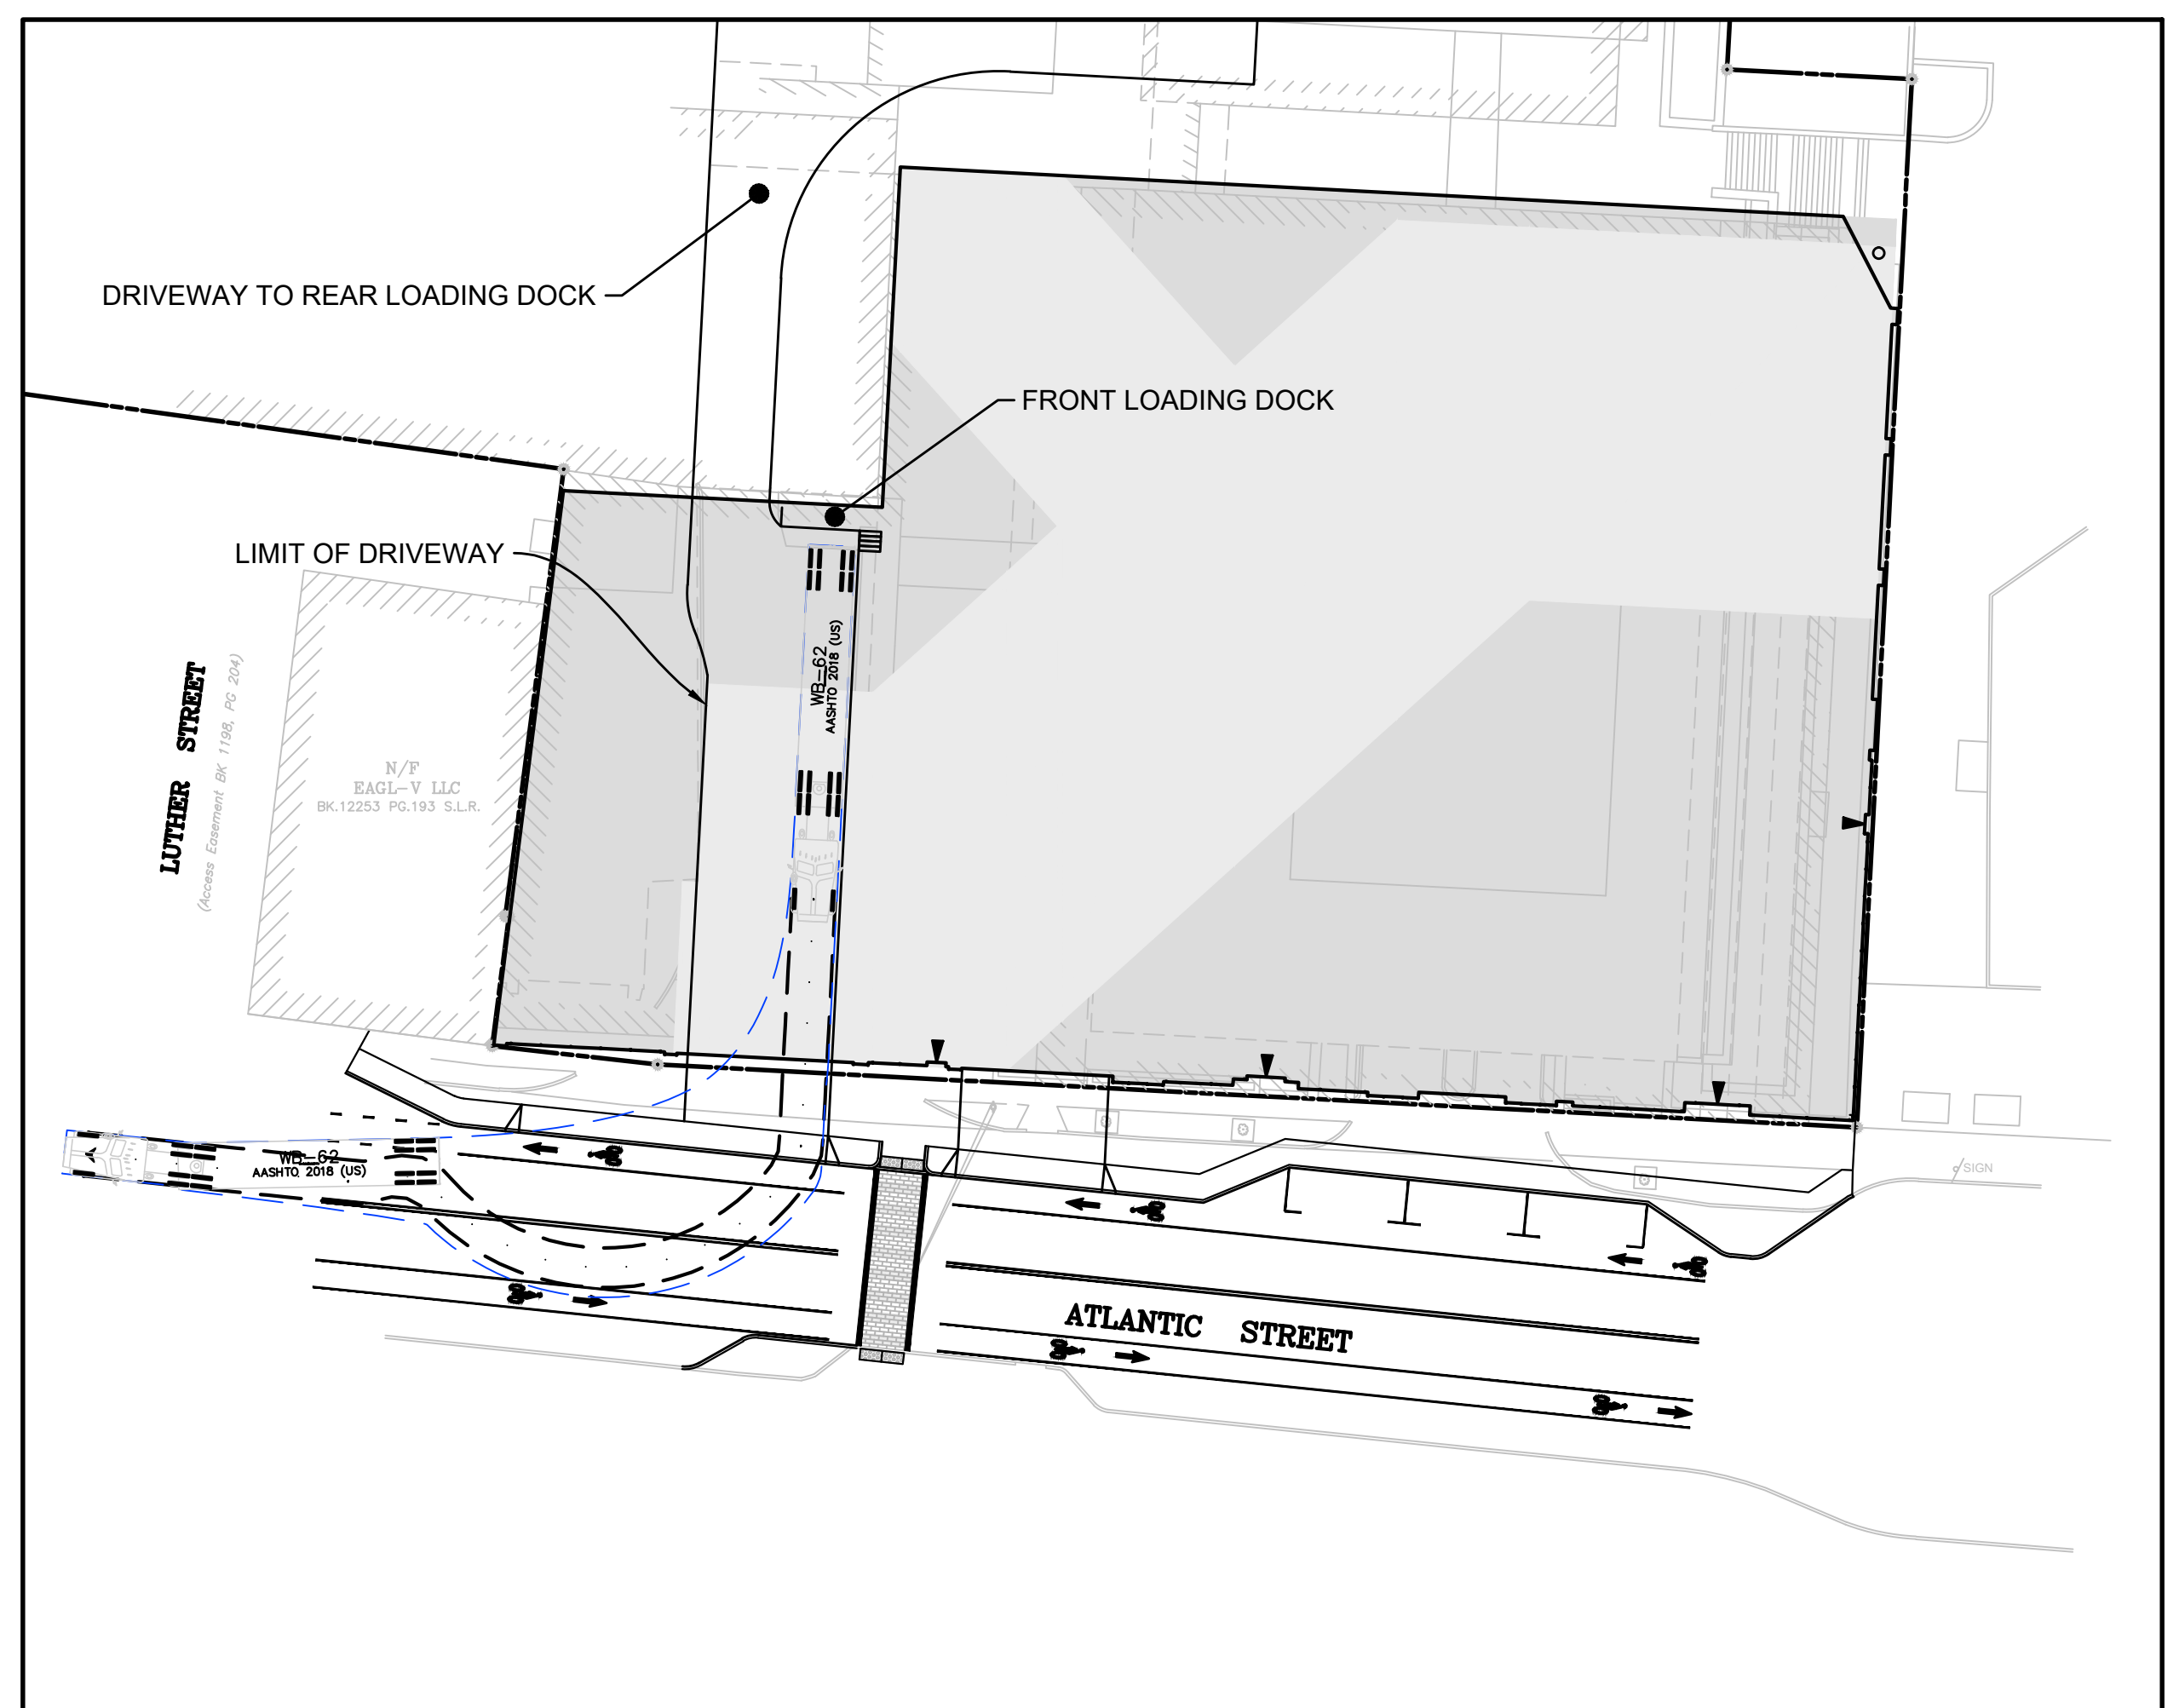 DRIVEWAY TO REAR LOADING DOCK
FRONT LOADING DOCK
LIMIT OF DRIVEWAY
LUTHER STREET
(Access Easement BK 1198, PG 204)
N/F
EAGL-V LLC
BK.12253 PG.193 S.L.R.
WB-62
AASHTO 2018 (US)
WB-62
AASHTO 2018 (US)
SIGN
ATLANTIC STREET